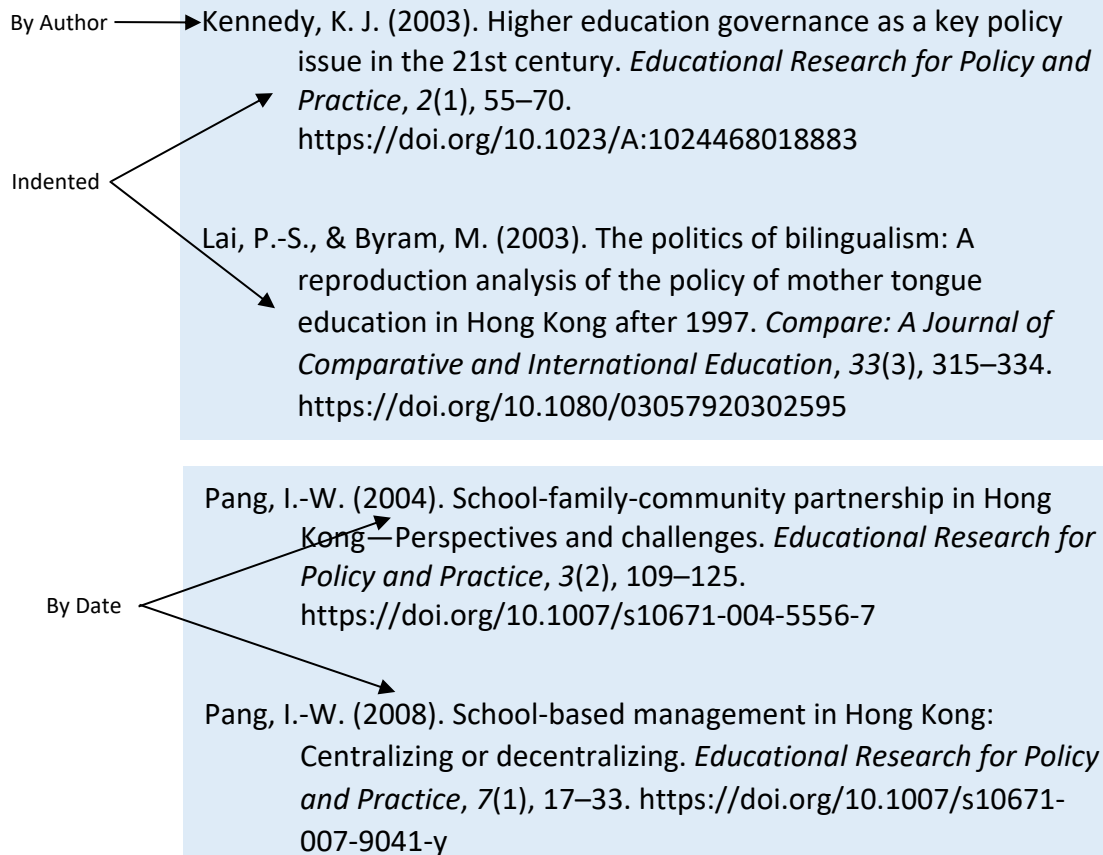 By Author
Kennedy, K. J. (2003). Higher education governance as a key policy
issue in the 21st century. Educational Research for Policy and
Practice, 2(1), 55–70.
https://doi.org/10.1023/A:1024468018883
Indented
Lai, P.-S., & Byram, M. (2003). The politics of bilingualism: A
reproduction analysis of the policy of mother tongue
education in Hong Kong after 1997. Compare: A Journal of
Comparative and International Education, 33(3), 315–334.
https://doi.org/10.1080/03057920302595
Pang, I.-W. (2004). School-family-community partnership in Hong
Kong—Perspectives and challenges. Educational Research for
Policy and Practice, 3(2), 109–125.
https://doi.org/10.1007/s10671-004-5556-7
By Date
Pang, I.-W. (2008). School-based management in Hong Kong:
Centralizing or decentralizing. Educational Research for Policy
and Practice, 7(1), 17–33. https://doi.org/10.1007/s10671-
007-9041-y